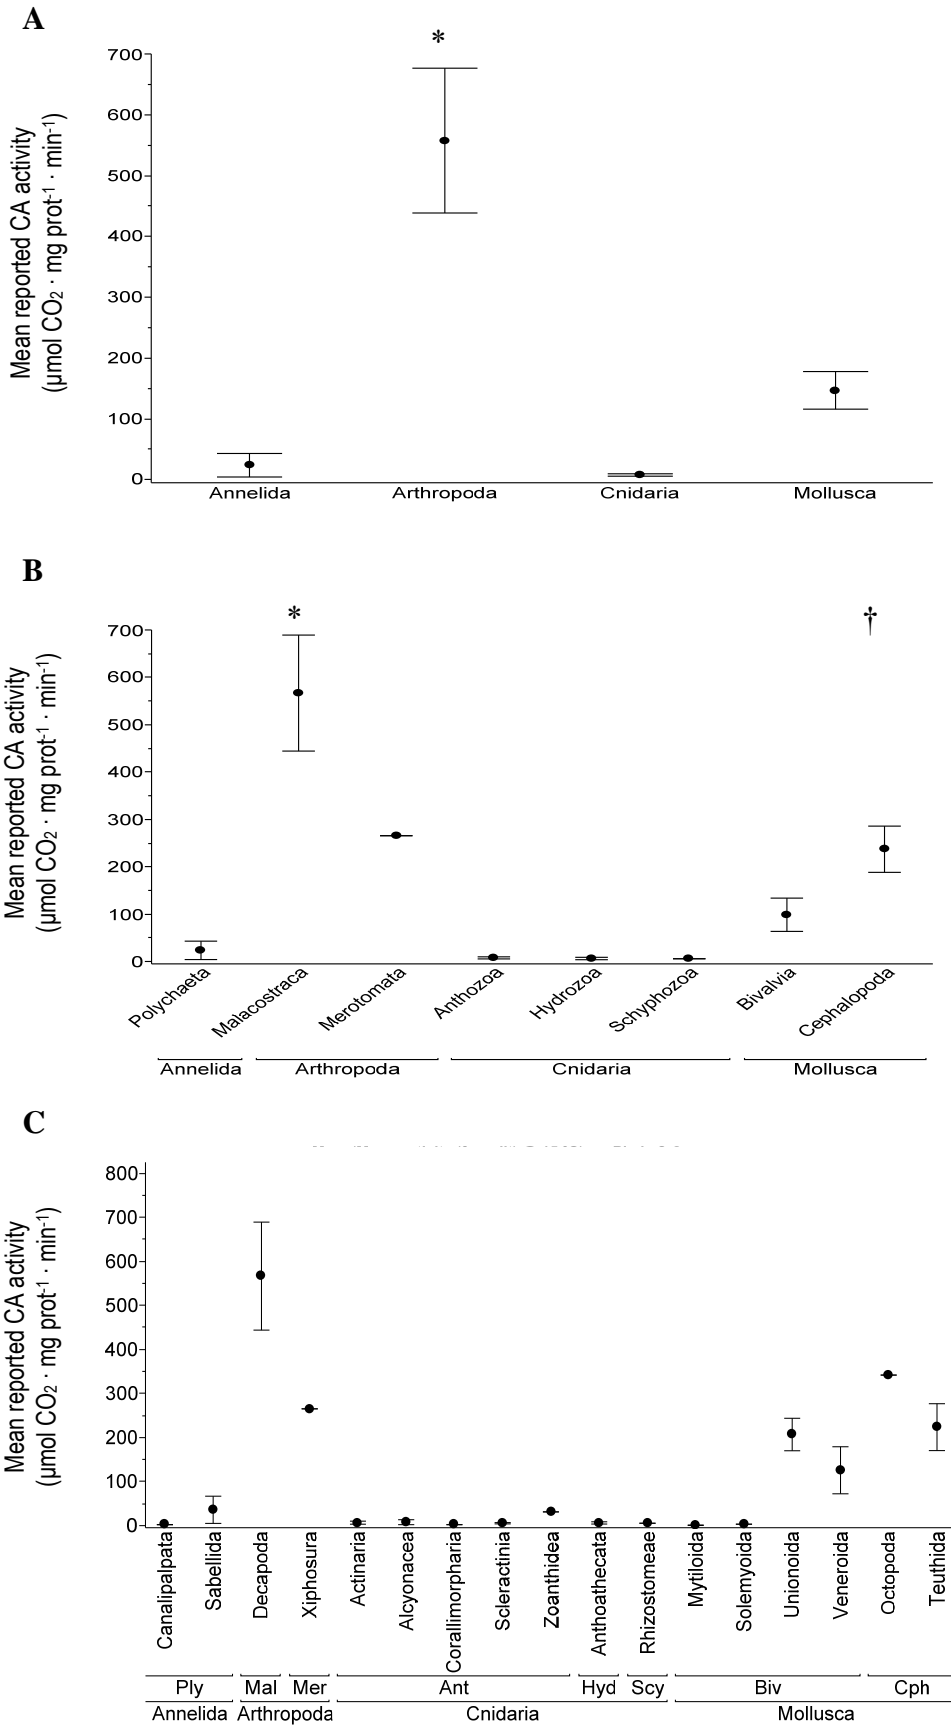 A
*
Mean reported CA activity
(µmol CO₂ · mg prot⁻¹ · min⁻¹)
700
600
500
400
300
200
100
0
Annelida Arthropoda Cnidaria Mollusca
B
* †
Mean reported CA activity
(µmol CO₂ · mg prot⁻¹ · min⁻¹)
700
600
500
400
300
200
100
0
Polychaeta Malacostraca Merotomata Anthozoa Hydrozoa Schyphozoa Bivalvia Cephalopoda
Annelida Arthropoda Cnidaria Mollusca
C
Mean reported CA activity
(µmol CO₂ · mg prot⁻¹ · min⁻¹)
800
700
600
500
400
300
200
100
0
Canalipalpata Sabellida Decapoda Xiphosura Actinaria Alcyonacea Corallimorpharia Scleractinia Zoanthidea Anthoathecata Rhizostomeae Mytiloida Solemyoida Unionoida Veneroida Octopoda Teuthida
Ply Mal Mer Ant Hyd Scy Biv Cph
Annelida Arthropoda Cnidaria Mollusca